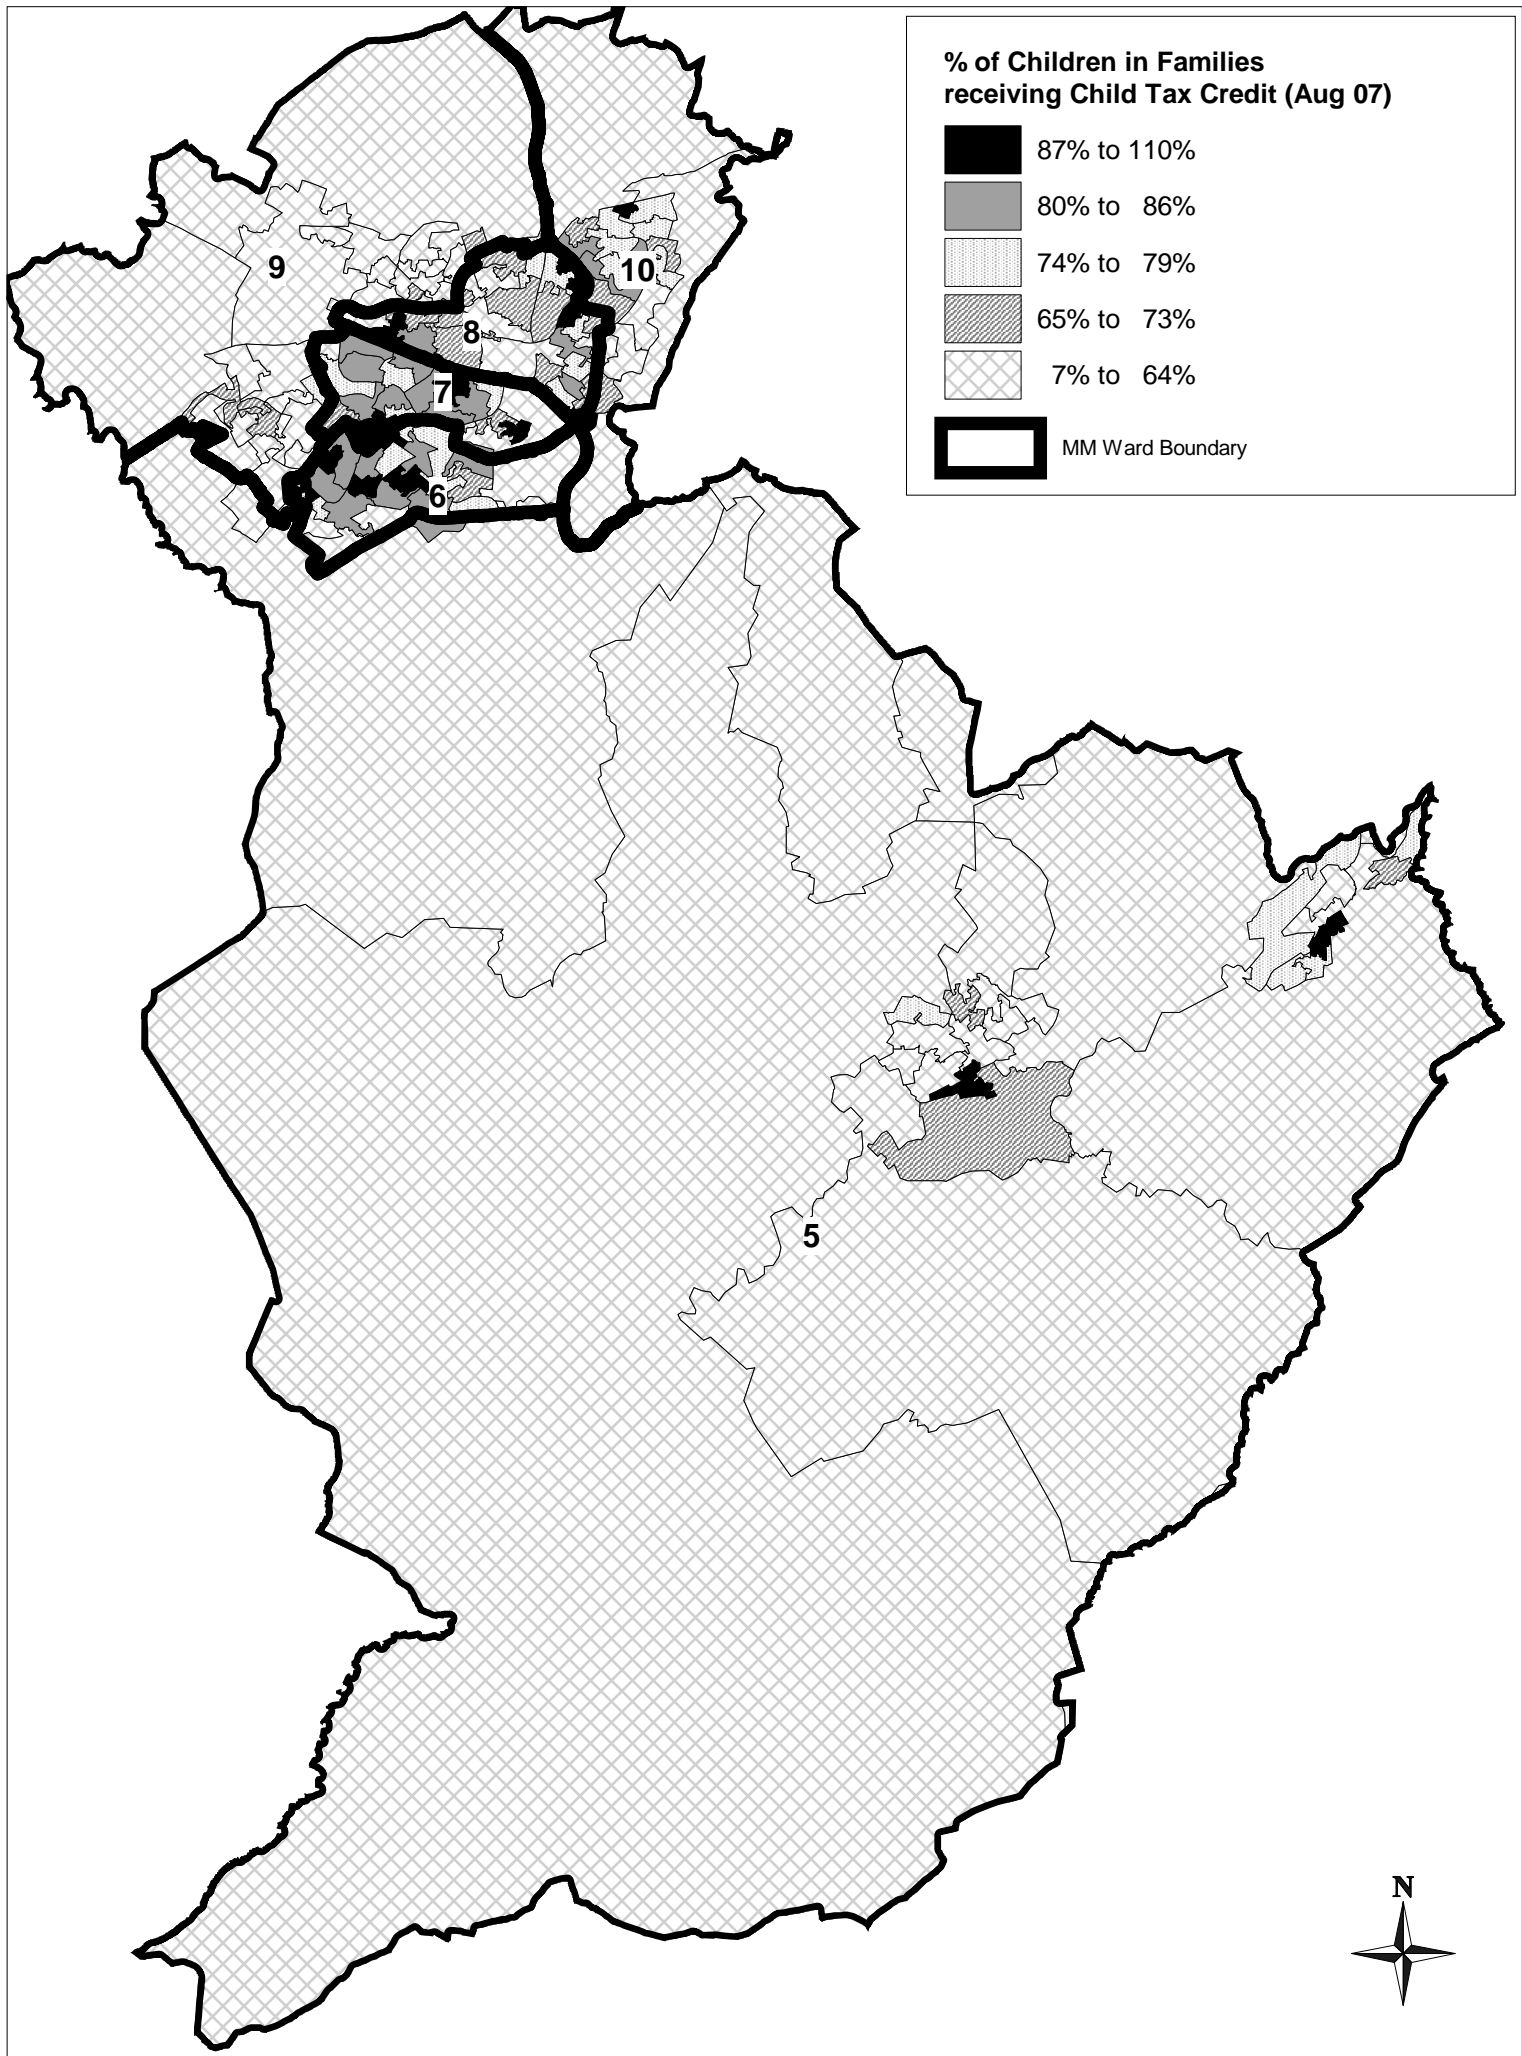 % of Children in Families
receiving Child Tax Credit (Aug 07)
87% to 110%
80% to 86%
74% to 79%
65% to 73%
7% to 64%
MM Ward Boundary
9
10
8
7
6
5
N